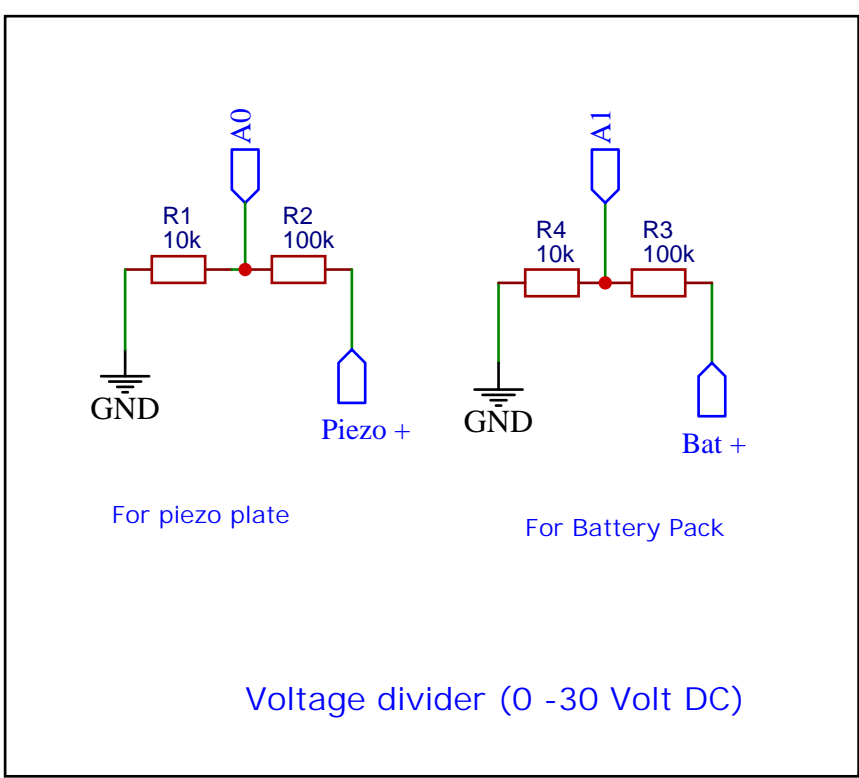 A0
A1
R1
10k
R2
100k
R4
10k
R3
100k
GND
Piezo +
GND
Bat +
For piezo plate
For Battery Pack
Voltage divider (0 -30 Volt DC)